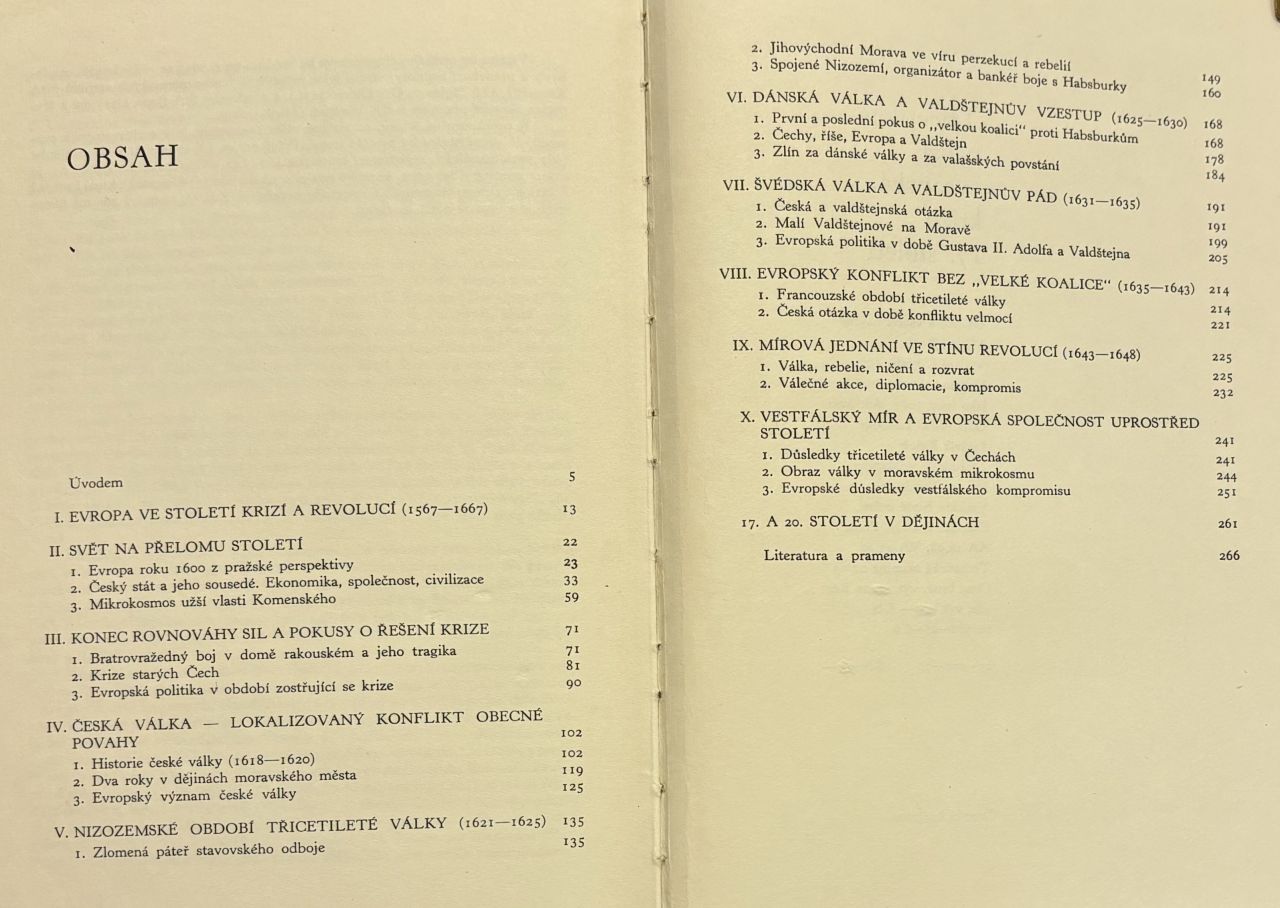 OBSAH
Úvodem 5
I. EVROPA VE STOLETÍ KRIZÍ A REVOLUCÍ (1567—1667) 13
II. SVĚT NA PŘELOMU STOLETÍ 22
1. Evropa roku 1600 z pražské perspektivy 23
2. Český stát a jeho sousedé. Ekonomika, společnost, civilizace 33
3. Mikrokosmos užší vlasti Komenského 59
III. KONEC ROVNOVÁHY SIL A POKUSY O ŘEŠENÍ KRIZE 71
1. Bratrovražedný boj v domě rakouském a jeho tragika 71
2. Krize starých Čech 81
3. Evropská politika v období zostřující se krize 90
IV. ČESKÁ VÁLKA — LOKALIZOVANÝ KONFLIKT OBECNÉ
POVAHY 102
1. Historie české války (1618—1620) 102
2. Dva roky v dějinách moravského města 119
3. Evropský význam české války 125
V. NIZOZEMSKÉ OBDOBÍ TŘICETILETÉ VÁLKY (1621—1625) 135
1. Zlomená páteř stavovského odboje 135
2. Jihovýchodní Morava ve víru perzekucí a rebelií 149
3. Spojené Nizozemí, organizátor a bankéř boje s Habsburky 160
VI. DÁNSKÁ VÁLKA A VALDŠTEJNŮV VZESTUP (1625—1630) 168
1. První a poslední pokus o „velkou koalici" proti Habsburkům 168
2. Čechy, říše, Evropa a Valdštejn 178
3. Zlín za dánské války a za valašských povstání 184
VII. ŠVÉDSKÁ VÁLKA A VALDŠTEJNŮV PÁD (1631—1635) 191
1. Česká a valdštejnská otázka 191
2. Malí Valdštejnové na Moravě 199
3. Evropská politika v době Gustava II. Adolfa a Valdštejna 205
VIII. EVROPSKÝ KONFLIKT BEZ „VELKÉ KOALICE" (1635—1643) 214
1. Francouzské období třicetileté války 214
2. Česká otázka v době konfliktu velmocí 221
IX. MÍROVÁ JEDNÁNÍ VE STÍNU REVOLUCÍ (1643—1648) 225
1. Válka, rebelie, ničení a rozvrat 225
2. Válečné akce, diplomacie, kompromis 232
X. VESTFÁLSKÝ MÍR A EVROPSKÁ SPOLEČNOST UPROSTŘED
STOLETÍ 241
1. Důsledky třicetileté války v Čechách 241
2. Obraz války v moravském mikrokosmu 244
3. Evropské důsledky vestfálského kompromisu 251
17. A 20. STOLETÍ V DĚJINÁCH 261
Literatura a prameny 266